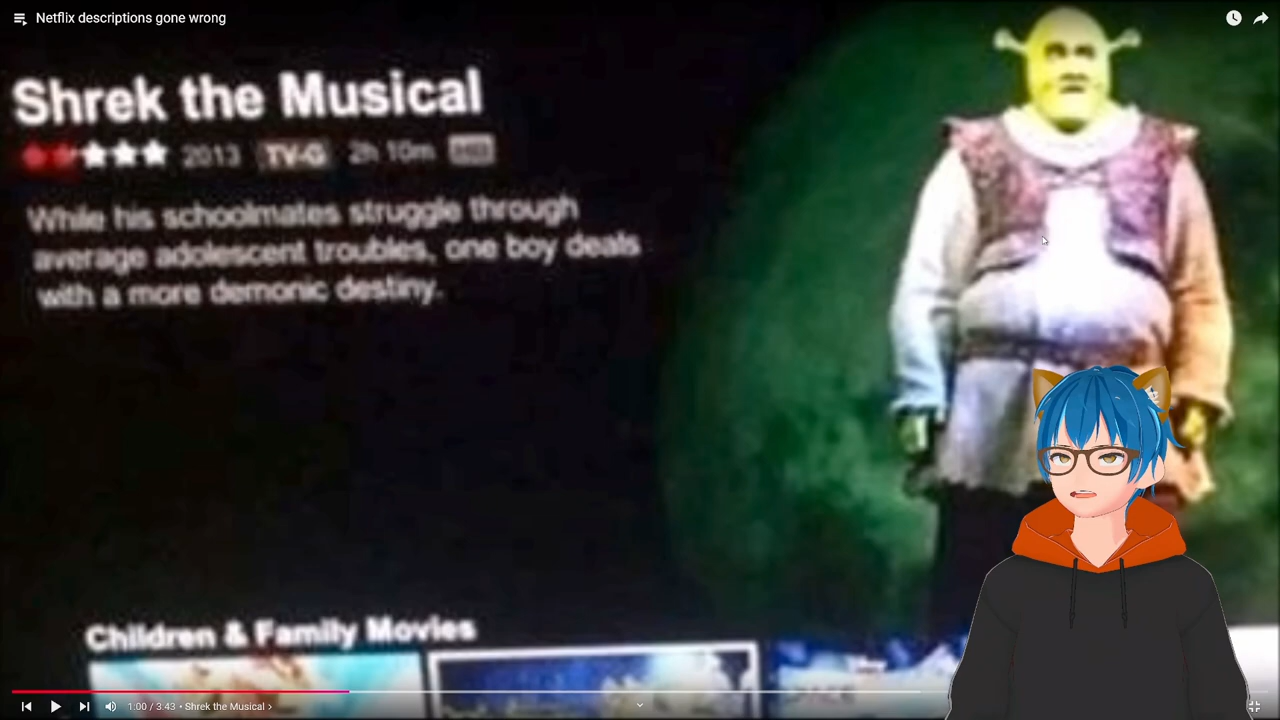 Netflix descriptions gone wrong
Shrek the Musical
2013 TV-G 2h 10m HD
While his schoolmates struggle through
average adolescent troubles, one boy deals
with a more demonic destiny.
Children & Family Movies
1:00 / 3:43 • Shrek the Musical >